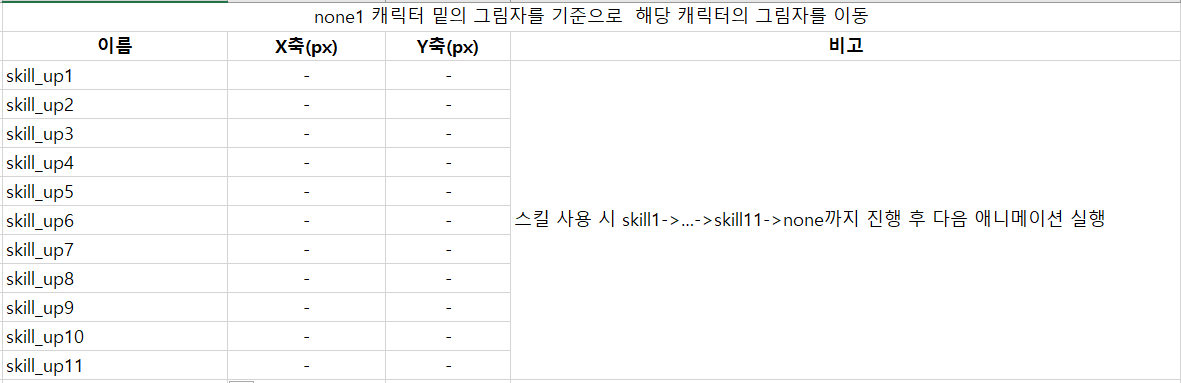 none1 캐릭터 밑의 그림자를 기준으로  해당 캐릭터의 그림자를 이동
이름 X축(px) Y축(px) 비고
skill_up1 - -
skill_up2 - -
skill_up3 - -
skill_up4 - -
skill_up5 - -
skill_up6 - - 스킬 사용 시 skill1->...->skill11->none까지 진행 후 다음 애니메이션 실행
skill_up7 - -
skill_up8 - -
skill_up9 - -
skill_up10 - -
skill_up11 - -